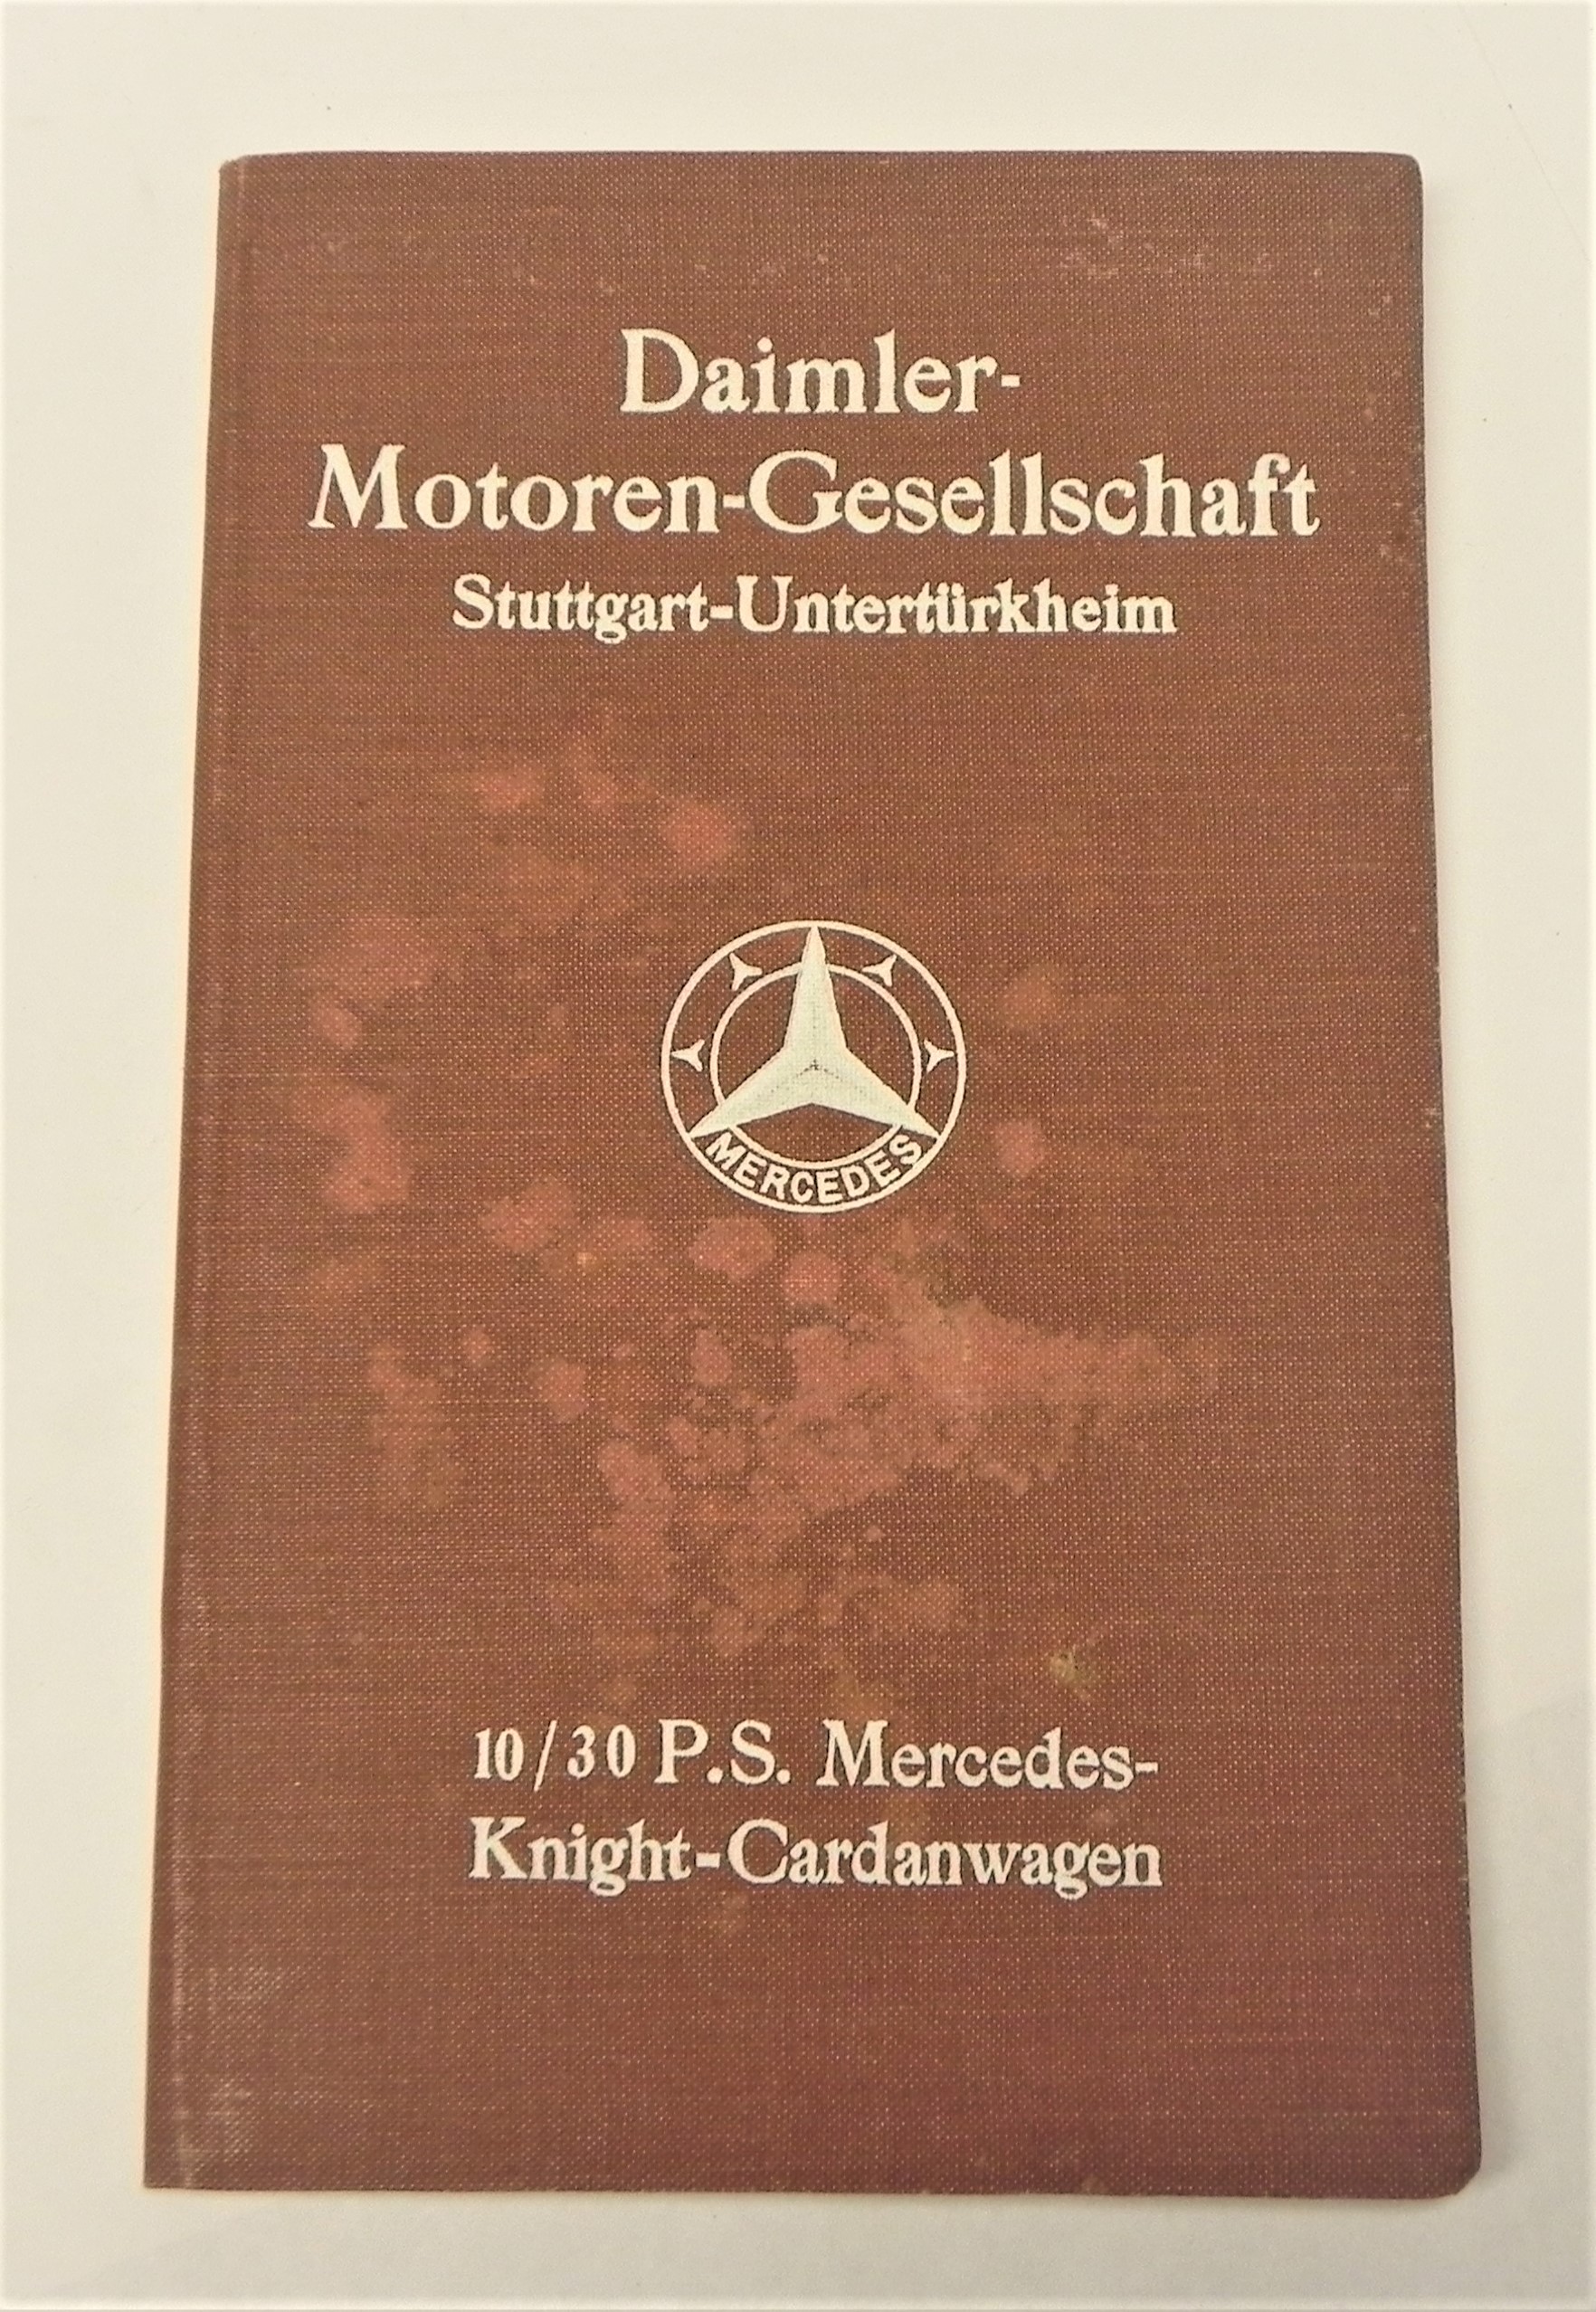 Daimler-
Motoren-Gesellschaft
Stuttgart-Untertürkheim
MERCEDES
10/30 P.S. Mercedes-
Knight-Cardanwagen